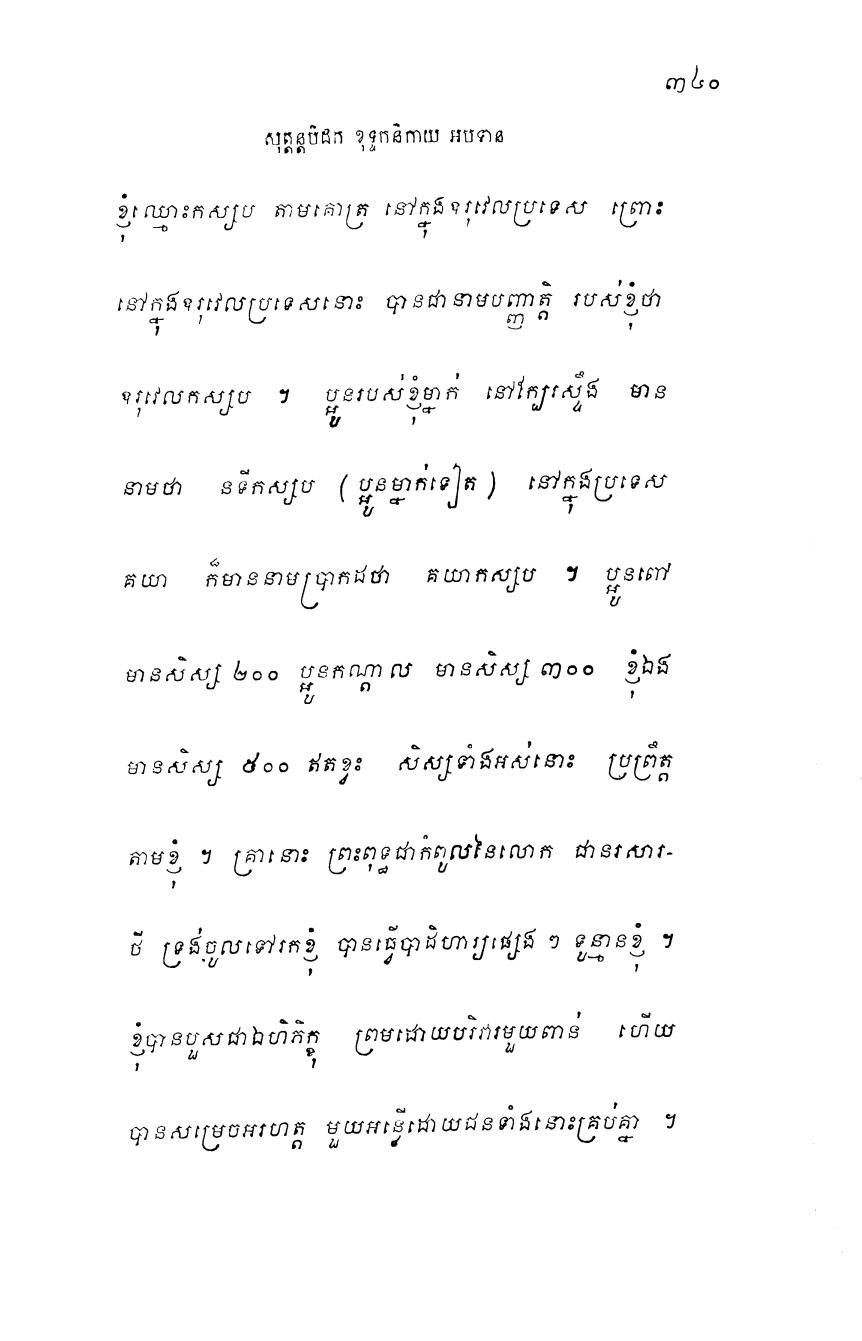 ៣៤០
សុត្តន្តបិដក ខុទ្ទកនិកាយ អបទាន
ខ្ញុំឈ្មោះកស្សប តាមគោត្រ នៅក្នុងឧរុវេលប្រទេស ព្រោះ
នៅក្នុងឧរុវេលប្រទេសនោះ បានជានាមបញ្ញាត្តិ របស់ខ្ញុំថា
ឧរុវេលកស្សប ។ ប្អូនរបស់ខ្ញុំម្នាក់ នៅក្បែរស្ទឹង មាន
នាមថា នទីកស្សប (ប្អូនម្នាក់ទៀត) នៅក្នុងប្រទេស
គយា ក៏មាននាមប្រាកដថា គយាកស្សប ។ ប្អូនពៅ
មានសិស្ស ២០០ ប្អូនកណ្តាល មានសិស្ស ៣០០ ខ្ញុំឯង
មានសិស្ស ៥០០ ឥតខ្វះ សិស្សទាំងអស់នោះ ប្រព្រឹត្ត
តាមខ្ញុំ ។ គ្រានោះ ព្រះពុទ្ធជាកំពូលនៃលោក ជានរសារ-
ថី ទ្រង់ចូលទៅរកខ្ញុំ បានធ្វើបាដិហារ្យផ្សេង ៗ ទូន្មានខ្ញុំ ។
ខ្ញុំបានបួសជាឯហិភិក្ខុ ព្រមដោយបរិវារមួយពាន់ ហើយ
បានសម្រេចអរហត្ត មួយអន្លើដោយជនទាំងនោះគ្រប់គ្នា ។